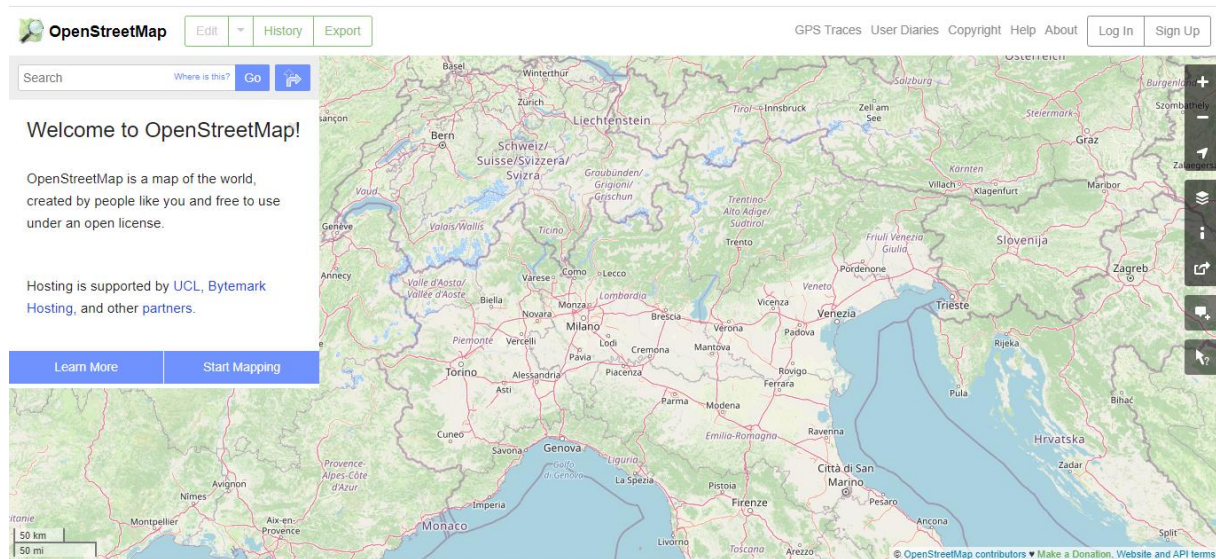 OpenStreetMap
Edit
History
Export
GPS Traces User Diaries Copyright Help About
Log In
Sign Up
Search
Where is this?
Go
Welcome to OpenStreetMap!
OpenStreetMap is a map of the world,
created by people like you and free to use
under an open license.
Hosting is supported by UCL, Bytemark
Hosting, and other partners.
Learn More
Start Mapping
Basel
Winterthur
Zürich
Liechtenstein
Bern
Schweiz/
Suisse/Svizzera/
Svizra
Graubünden/
Grigioni/
Grischun
Vaud
Genève
Valais/Wallis
Ticino
Annecy
Valle d'Aosta/
Vallée d'Aoste
Tirol
Innsbruck
Salzburg
Zell am
See
Steiermark
Graz
Szombathely
Kärnten
Villach
Klagenfurt
Maribor
Trentino-
Alto Adige/
Südtirol
Trento
Friuli Venezia
Giulia
Pordenone
Slovenija
Zagreb
Varese
Como
Lecco
Biella
Monza
Lombardia
Novara
Milano
Brescia
Vicenza
Veneto
Verona
Padova
Venezia
Trieste
Rijeka
Piemonte
Vercelli
Lodi
Cremona
Mantova
Pavia
Piacenza
Rovigo
Torino
Alessandria
Asti
Ferrara
Pula
Bihać
Parma
Modena
Cuneo
Emilia-Romagna
Ravenna
Hrvatska
Savona
Genova
Golfo
di Genova
Liguria
La Spezia
Città di San
Marino
Zadar
Provence-
Alpes-Côte
d'Azur
Avignon
Nîmes
Imperia
Pistoia
Firenze
Pesaro
Montpellier
Aix-en-
Provence
Monaco
Livorno
Toscana
Arezzo
Ancona
Split
50 km
50 mi
© OpenStreetMap contributors ♥ Make a Donation. Website and API terms